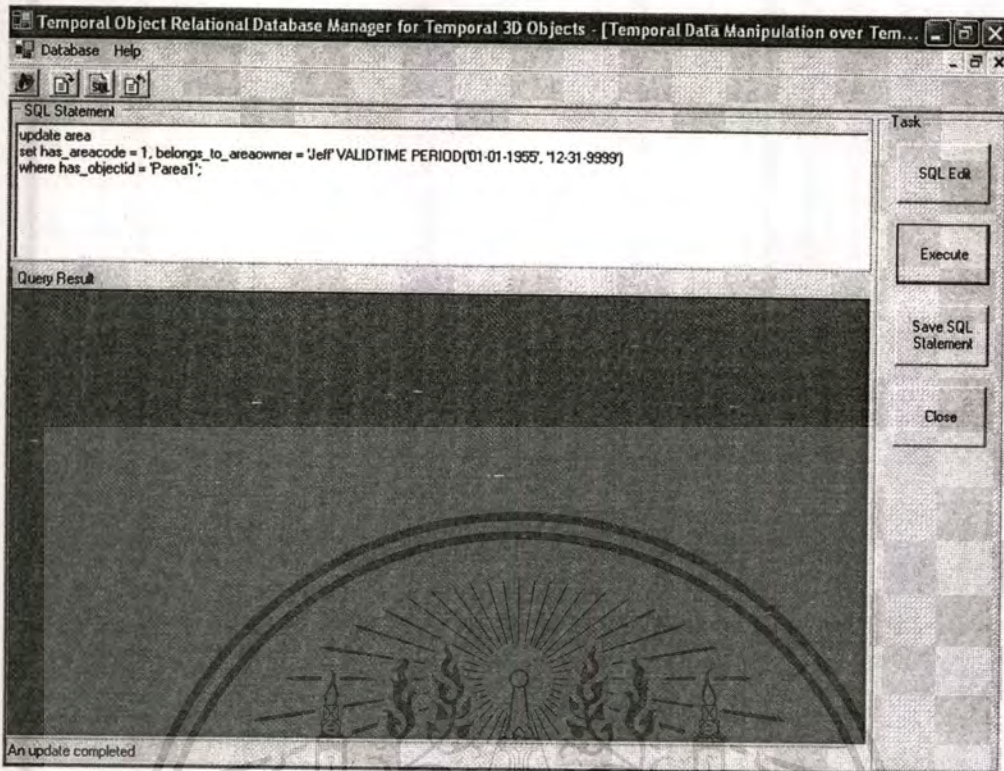 Temporal Object Relational Database Manager for Temporal 3D Objects - [Temporal Data Manipulation over Tem...
Database Help
SQL
SQL Statement
update area
set has_areacode = 1, belongs_to_areaowner = 'Jeff' VALIDTIME PERIOD('01-01-1955', '12-31-9999')
where has_objectid = 'Parea1';
Task
SQL Edit
Execute
Save SQL
Statement
Close
Query Result
An update completed